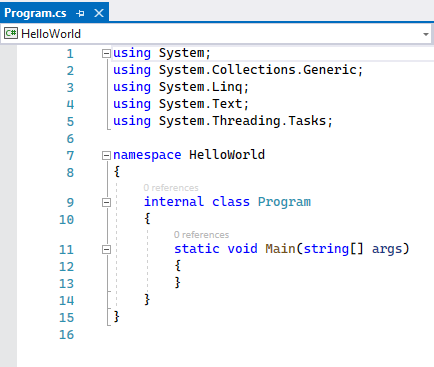 Program.cs
C# HelloWorld
1 using System;
2 using System.Collections.Generic;
3 using System.Linq;
4 using System.Text;
5 using System.Threading.Tasks;
6
7 namespace HelloWorld
8 {
0 references
9 internal class Program
10 {
0 references
11 static void Main(string[] args)
12 {
13 }
14 }
15 }
16